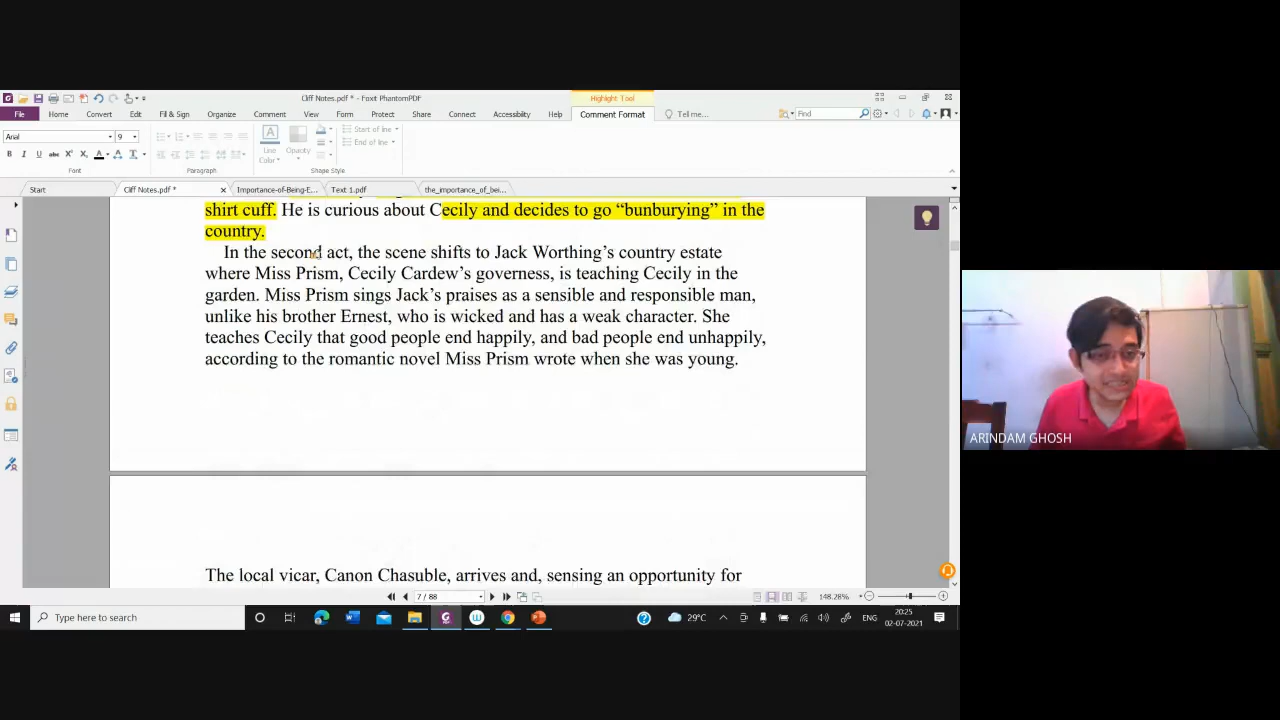 Cliff Notes.pdf * - Foxit PhantomPDF
Highlight Tool
File Home Convert Edit Fill & Sign Organize Comment View Form Protect Share Connect Accessibility Help Comment Format Tell me... Find
Arial 9
Start of line
End of line
Line Color Opacity
Font Paragraph Shape Style
Start Cliff Notes.pdf * Importance-of-Being-E... Text 1.pdf the_importance_of_bei...
shirt cuff. He is curious about Cecily and decides to go “bunburying” in the
country.
In the second act, the scene shifts to Jack Worthing’s country estate
where Miss Prism, Cecily Cardew’s governess, is teaching Cecily in the
garden. Miss Prism sings Jack’s praises as a sensible and responsible man,
unlike his brother Ernest, who is wicked and has a weak character. She
teaches Cecily that good people end happily, and bad people end unhappily,
according to the romantic novel Miss Prism wrote when she was young.
The local vicar, Canon Chasuble, arrives and, sensing an opportunity for
ARINDAM GHOSH
7 / 88 148.28%
Type here to search 29°C ENG 20:25
02-07-2021